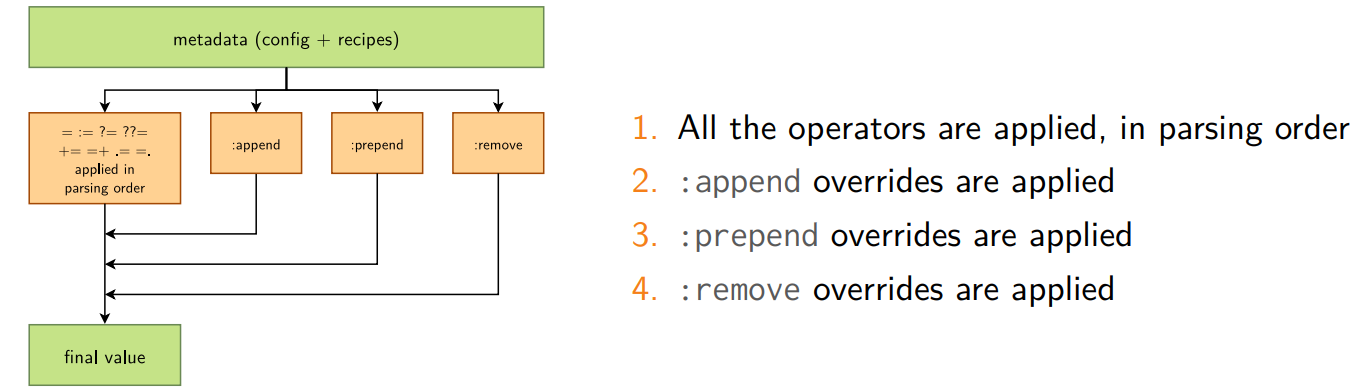 metadata (config + recipes)
= := ?= ??=
+= =+ .= =.
applied in
parsing order
:append
:prepend
:remove
final value
1. All the operators are applied, in parsing order
2. :append overrides are applied
3. :prepend overrides are applied
4. :remove overrides are applied